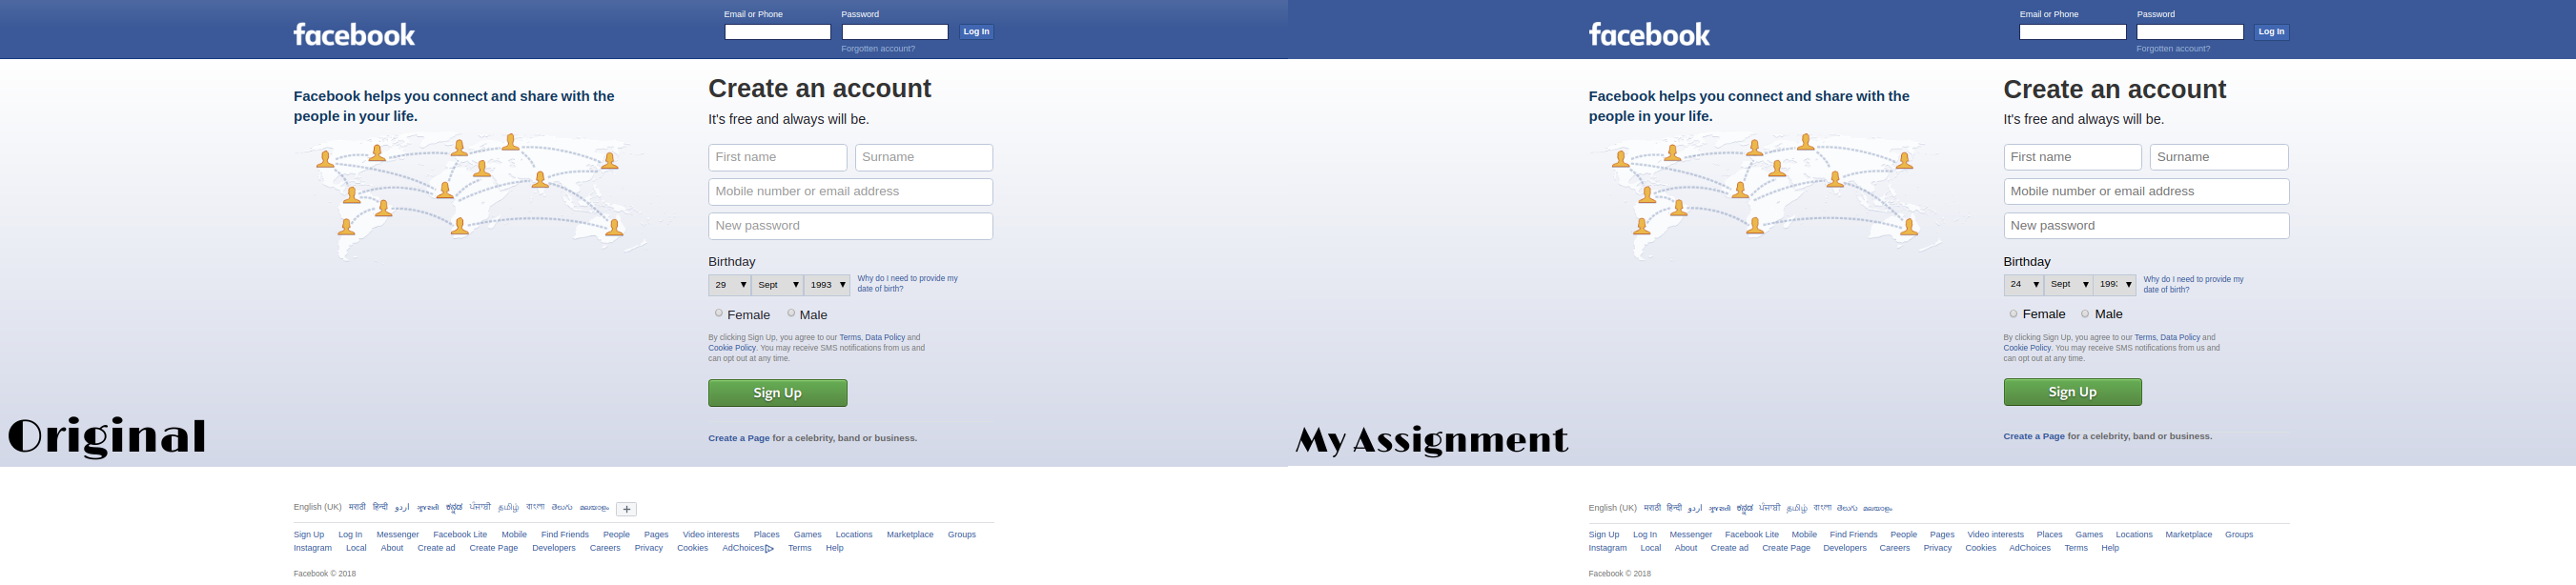 facebook
Email or Phone
Password
Log In
Forgotten account?
Facebook helps you connect and share with the
people in your life.
Create an account
It's free and always will be.
First name
Surname
Mobile number or email address
New password
Birthday
29 Sept 1993
Why do I need to provide my
date of birth?
Female Male
By clicking Sign Up, you agree to our Terms, Data Policy and
Cookie Policy. You may receive SMS notifications from us and
can opt out at any time.
Sign Up
Create a Page for a celebrity, band or business.
Original
English (UK) मराठी हिन्दी اردو ગુજરાતી ಕನ್ನಡ ਪੰਜਾਬੀ தமிழ் বাংলা తెలుగు മലയാളം +
Sign Up Log In Messenger Facebook Lite Mobile Find Friends People Pages Video interests Places Games Locations Marketplace Groups
Instagram Local About Create ad Create Page Developers Careers Privacy Cookies AdChoices Terms Help
Facebook © 2018
facebook
Email or Phone
Password
Log In
Forgotten account?
Facebook helps you connect and share with the
people in your life.
Create an account
It's free and always will be.
First name
Surname
Mobile number or email address
New password
Birthday
24 Sept 199
Why do I need to provide my
date of birth?
Female Male
By clicking Sign Up, you agree to our Terms, Data Policy and
Cookie Policy. You may receive SMS notifications from us and
can opt out at any time.
Sign Up
Create a Page for a celebrity, band or business.
My Assignment
English (UK) मराठी हिन्दी اردو ગુજરાતી ಕನ್ನಡ ਪੰਜਾਬੀ தமிழ் বাংলা తెలుగు മലയാളം
Sign Up Log In Messenger Facebook Lite Mobile Find Friends People Pages Video interests Places Games Locations Marketplace Groups
Instagram Local About Create ad Create Page Developers Careers Privacy Cookies AdChoices Terms Help
Facebook © 2018